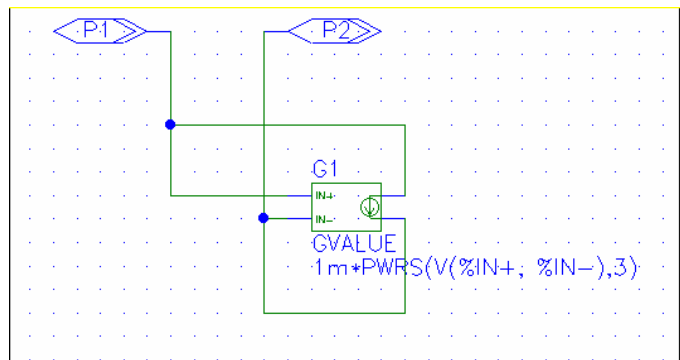 P1 P2
G1
IN+
IN-
GVALUE
1m*PWRS(V(%IN+, %IN-),3)